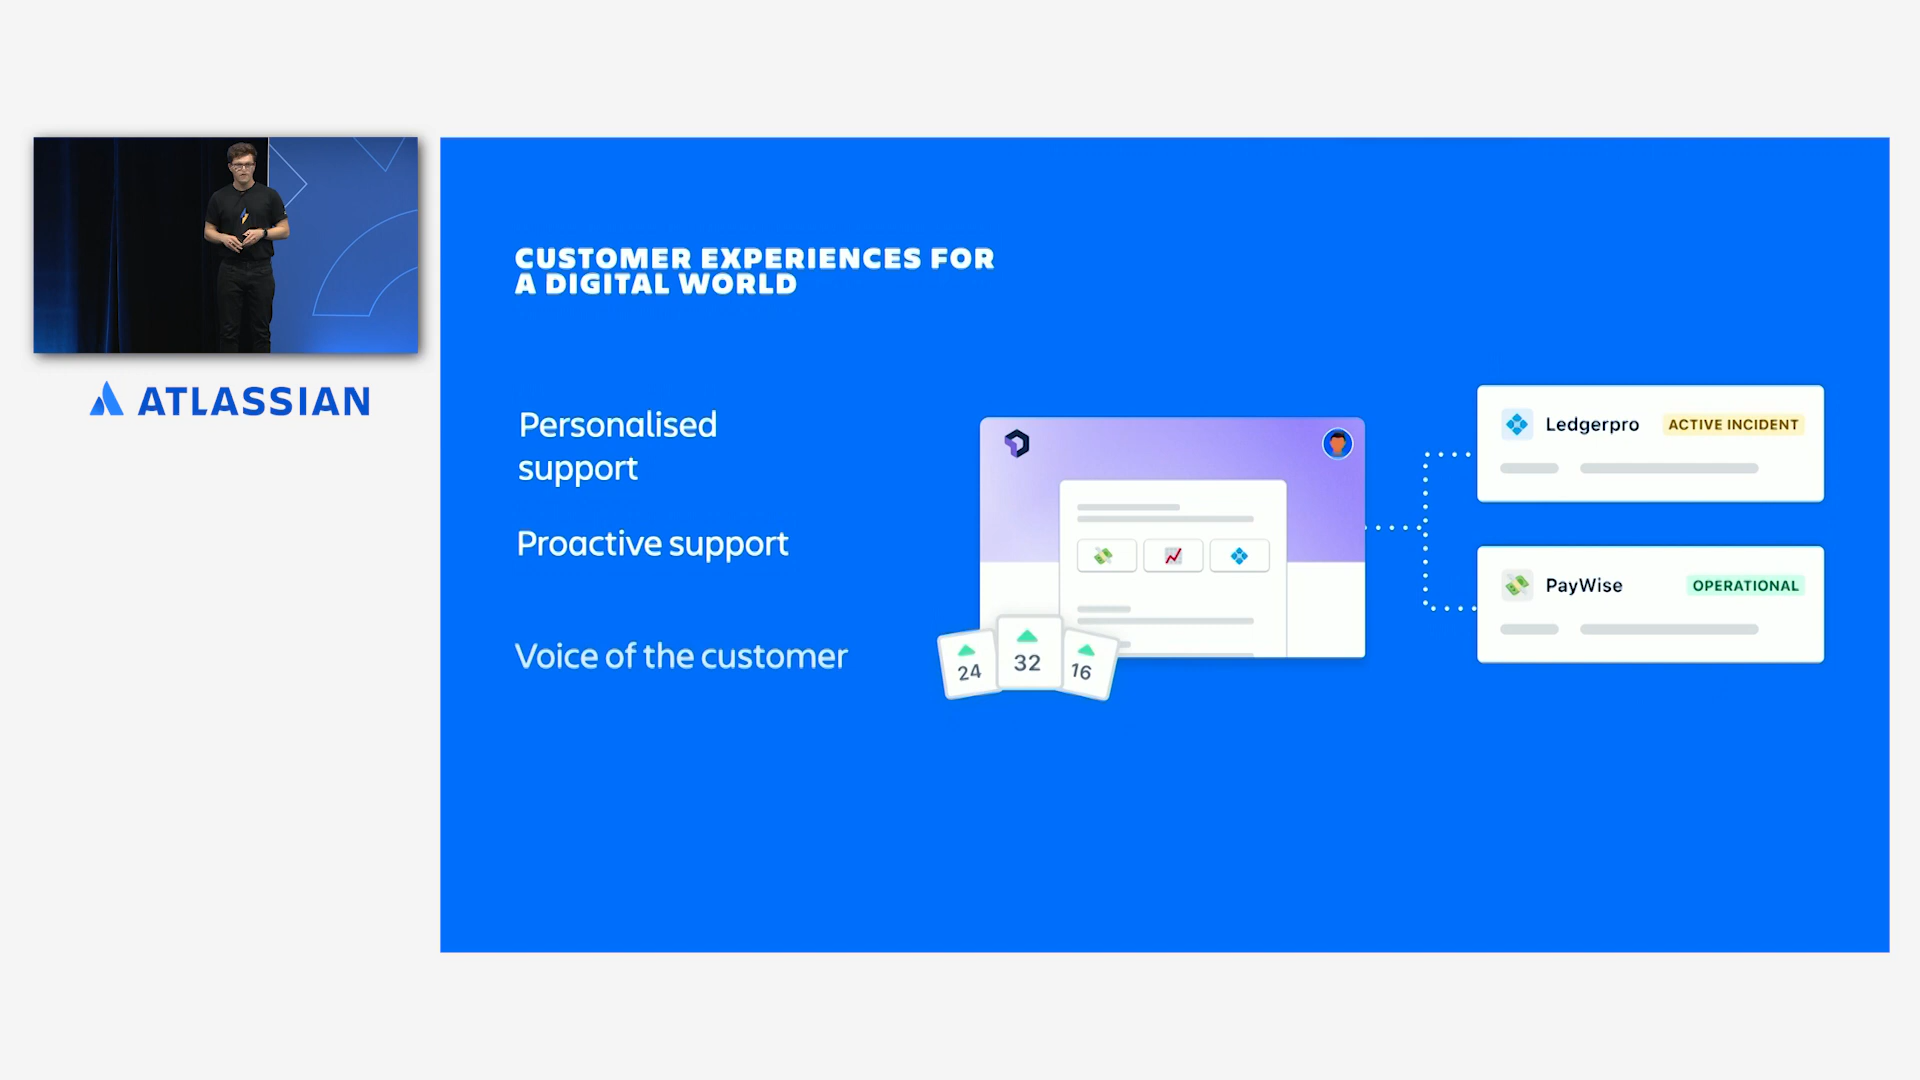 ATLASSIAN
CUSTOMER EXPERIENCES FOR
A DIGITAL WORLD
Personalised
support
Proactive support
Voice of the customer
24
32
16
Ledgerpro
ACTIVE INCIDENT
PayWise
OPERATIONAL